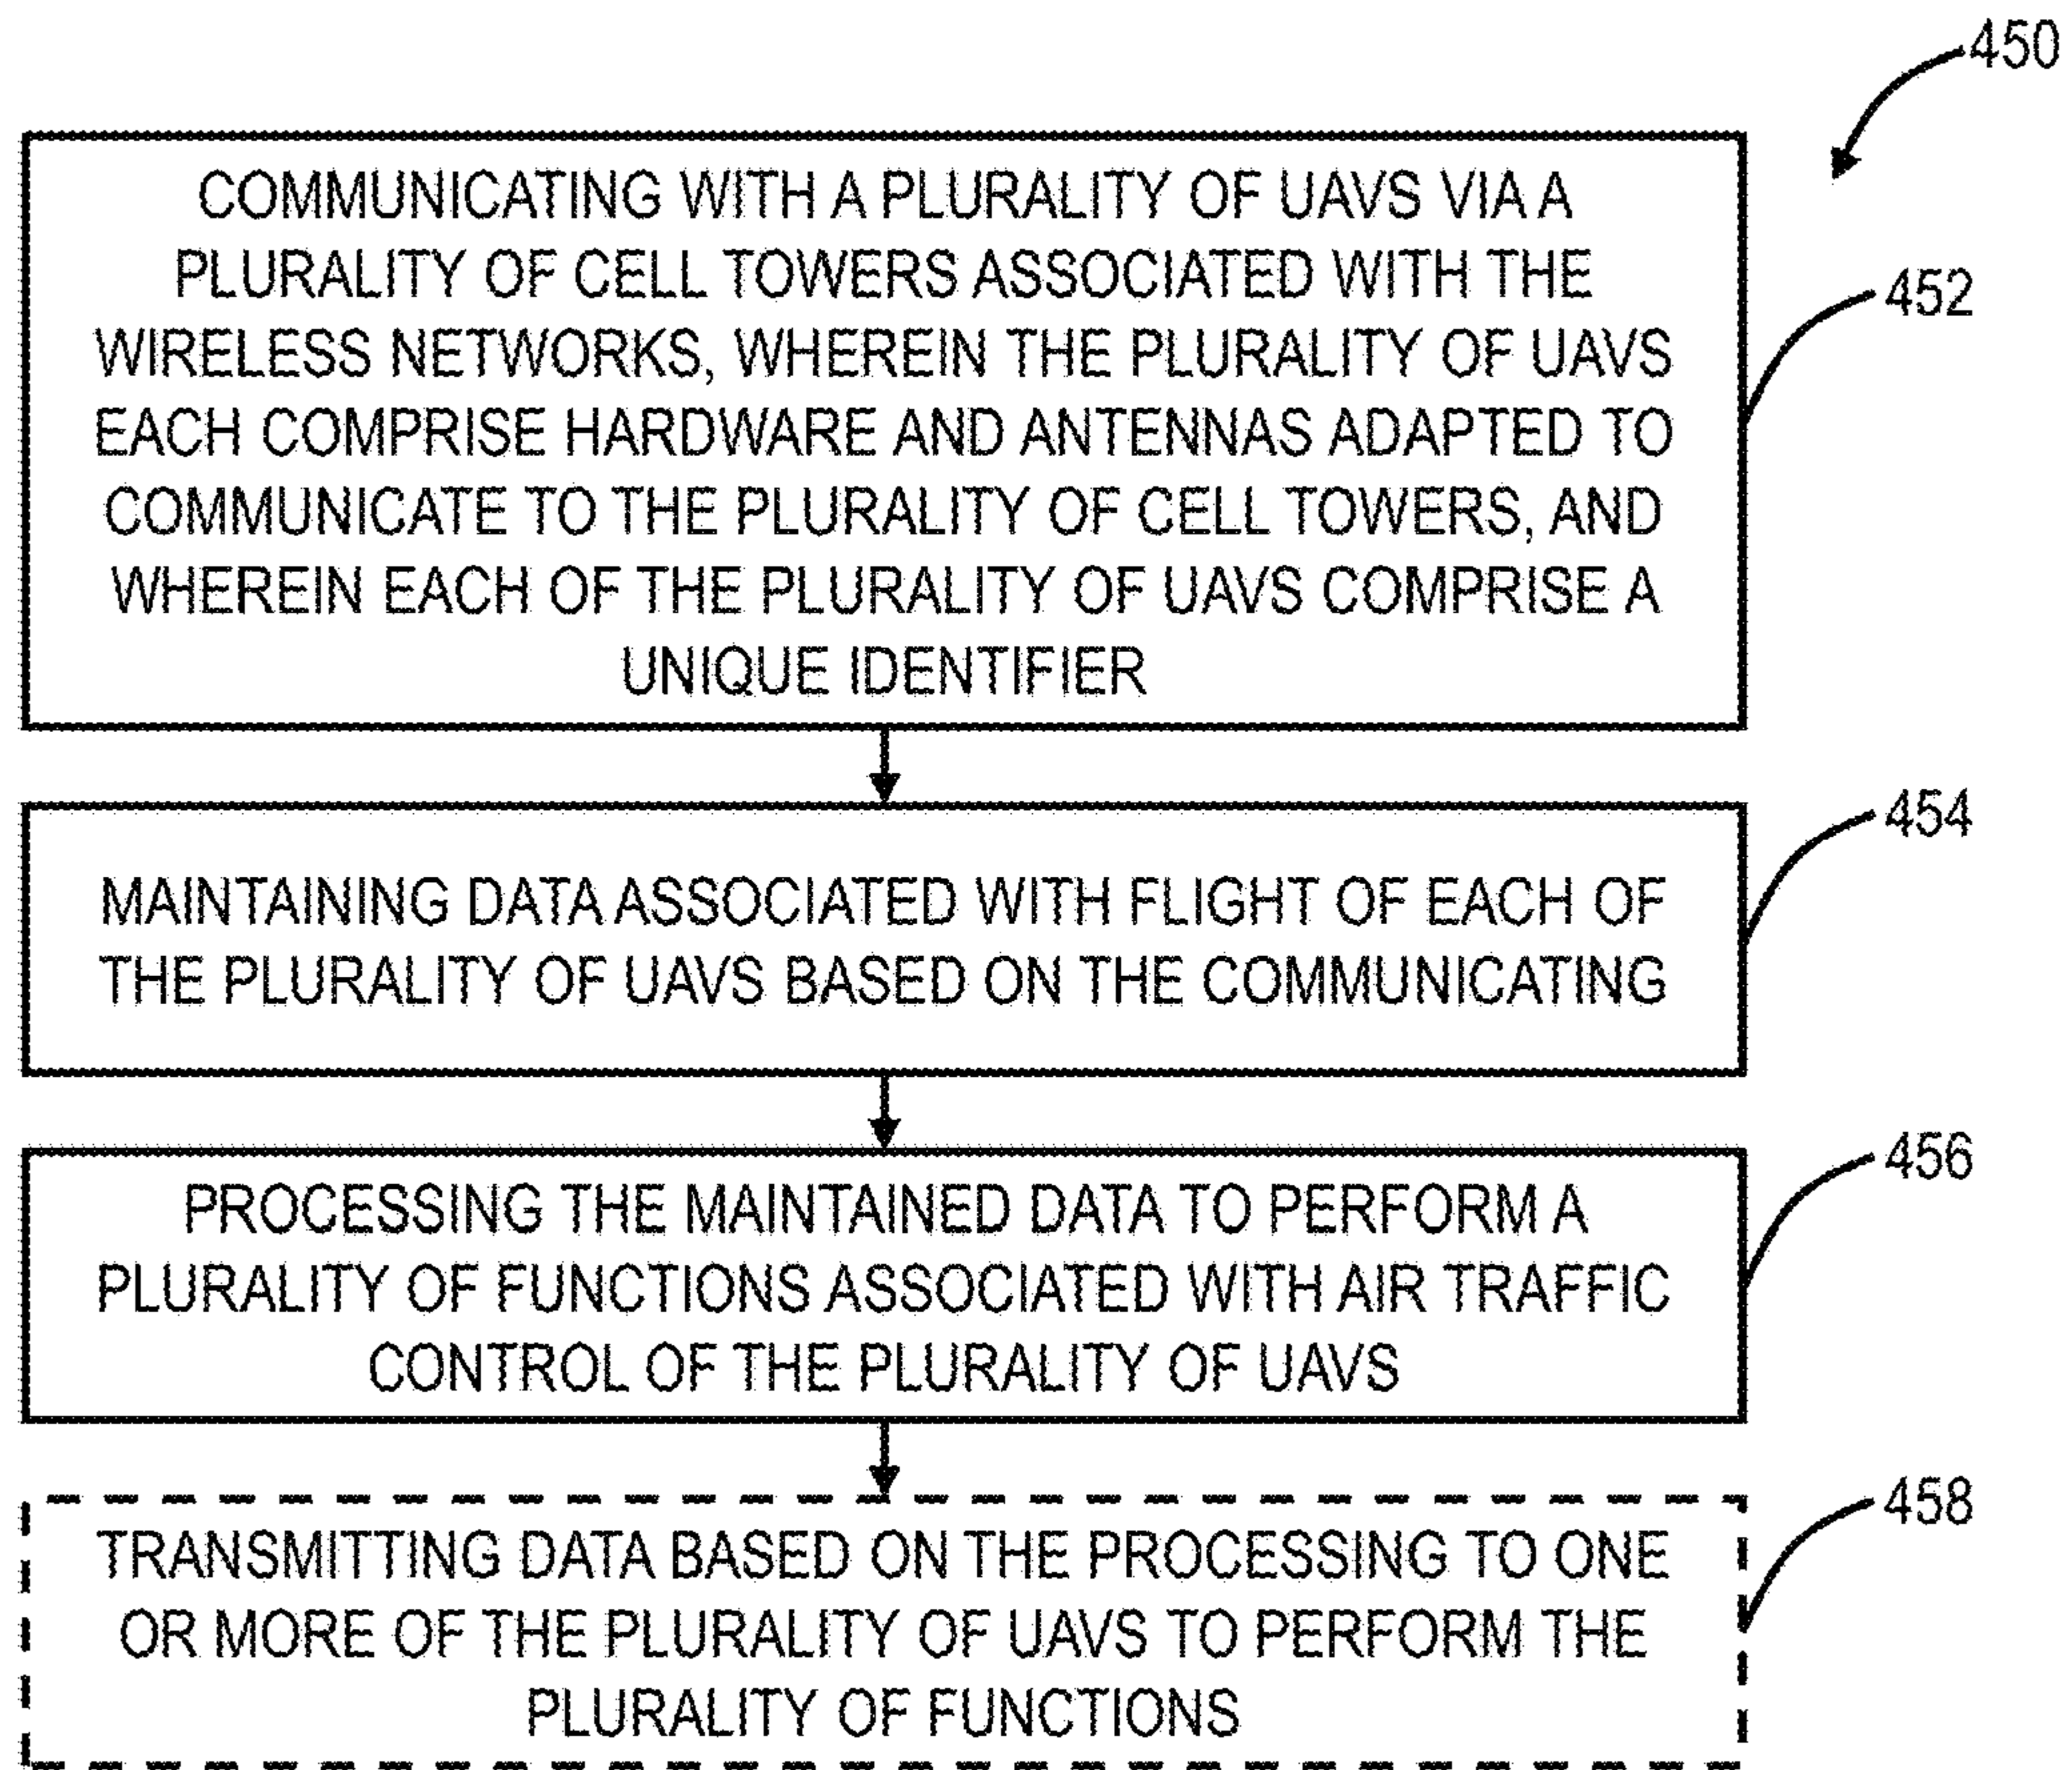 450
COMMUNICATING WITH A PLURALITY OF UAVS VIA A
PLURALITY OF CELL TOWERS ASSOCIATED WITH THE
WIRELESS NETWORKS, WHEREIN THE PLURALITY OF UAVS
EACH COMPRISE HARDWARE AND ANTENNAS ADAPTED TO
COMMUNICATE TO THE PLURALITY OF CELL TOWERS, AND
WHEREIN EACH OF THE PLURALITY OF UAVS COMPRISE A
UNIQUE IDENTIFIER
452
MAINTAINING DATA ASSOCIATED WITH FLIGHT OF EACH OF
THE PLURALITY OF UAVS BASED ON THE COMMUNICATING
454
PROCESSING THE MAINTAINED DATA TO PERFORM A
PLURALITY OF FUNCTIONS ASSOCIATED WITH AIR TRAFFIC
CONTROL OF THE PLURALITY OF UAVS
456
TRANSMITTING DATA BASED ON THE PROCESSING TO ONE
OR MORE OF THE PLURALITY OF UAVS TO PERFORM THE
PLURALITY OF FUNCTIONS
458